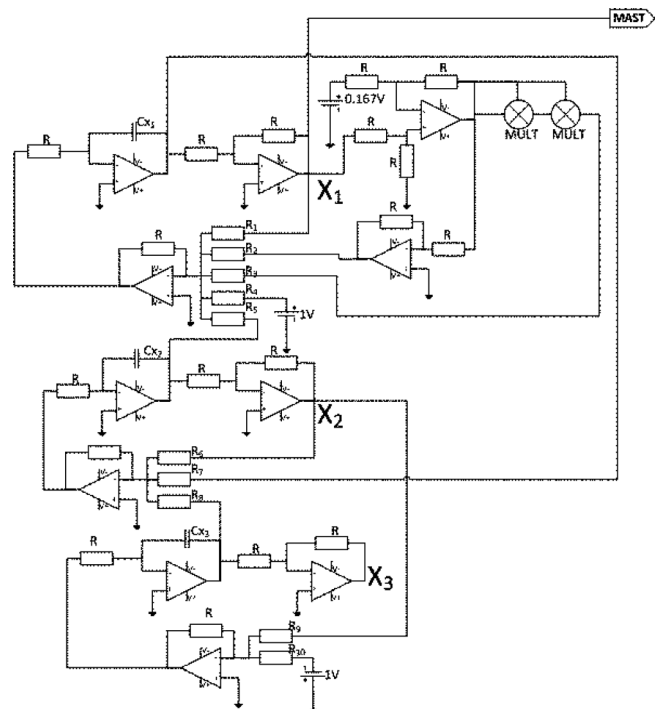 MAST
R
R
0.167V
Cx₁
R
R
R
R
MULT
MULT
X₁
R
R₁
R
R
R₂
R
R₃
R₄
R₅
1V
Cx₂
R
R
R
X₂
R₆
R₇
R₈
Cx₃
R
R
R
X₃
R
R₉
R₁₀
1V